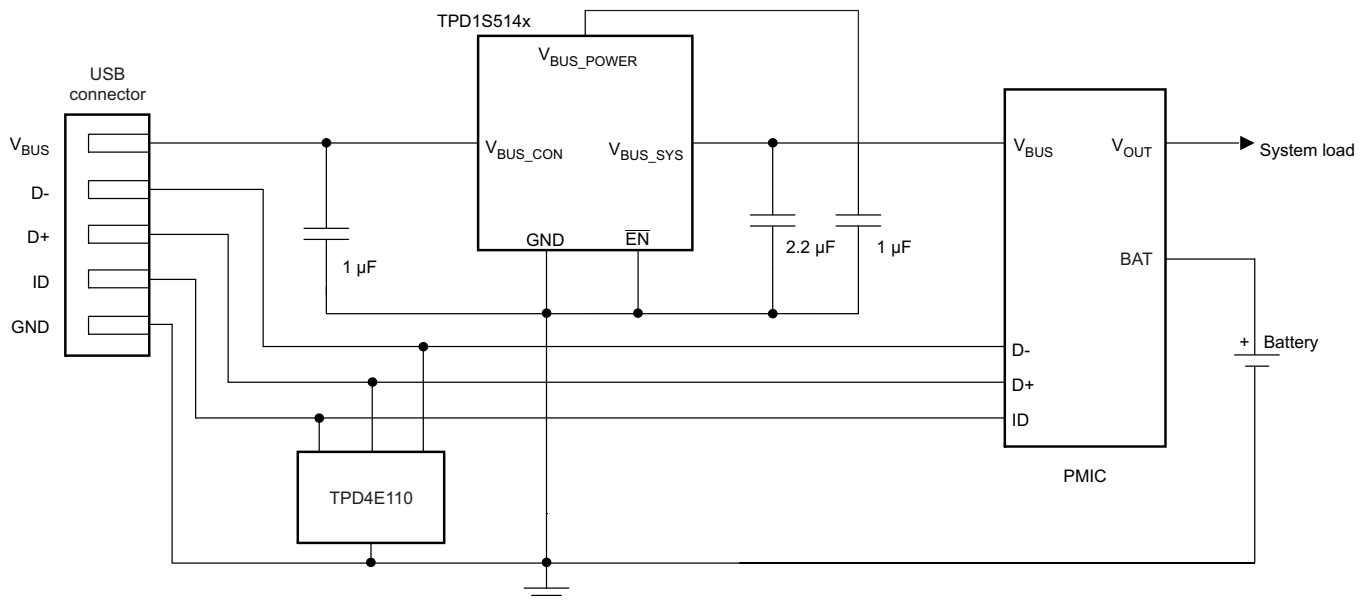 TPD1S514x
USB
connector
VBUS_POWER
VBUS
VBUS_CON
VBUS_SYS
VBUS
VOUT
System load
D-
D+
GND
EN
1 µF
2.2 µF
1 µF
BAT
ID
GND
+ Battery
D-
D+
ID
PMIC
TPD4E110